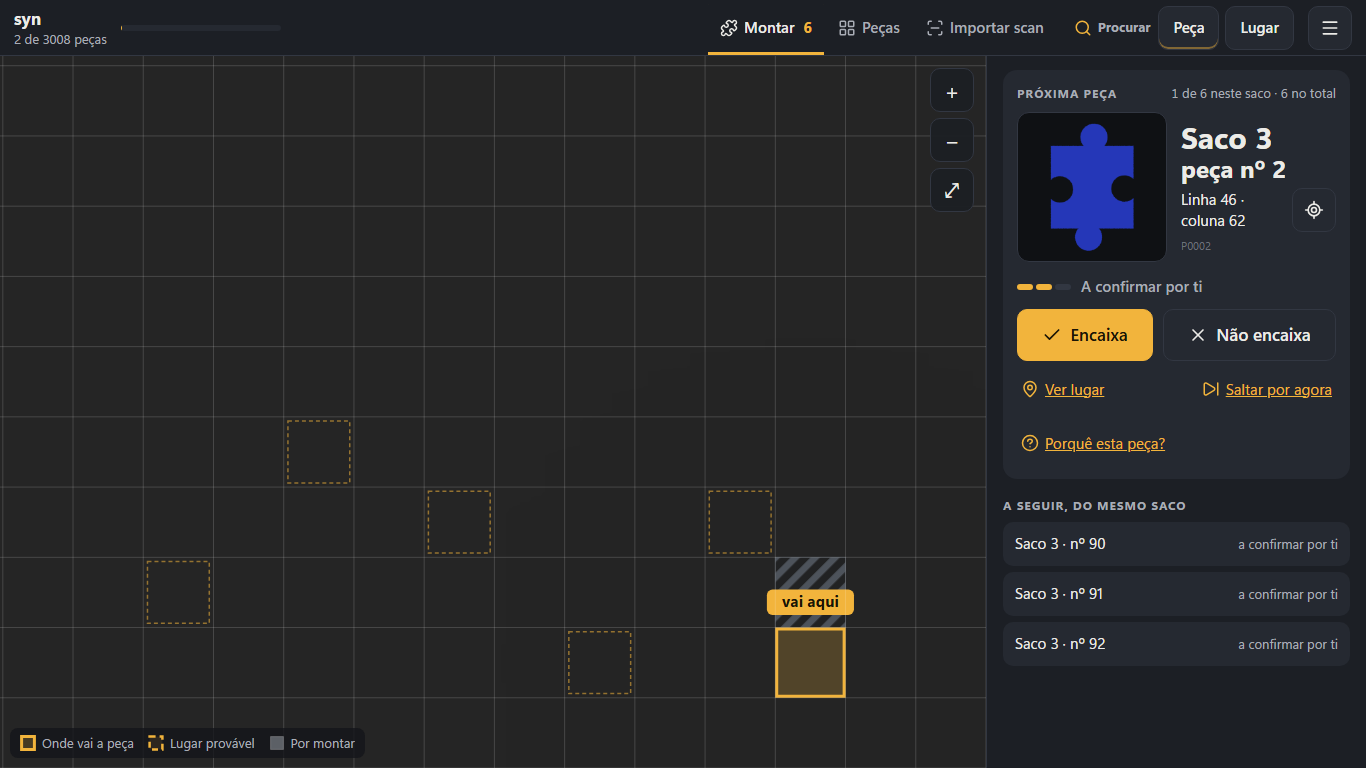 syn
2 de 3008 peças
Montar 6
Peças
Importar scan
Procurar
Peça
Lugar
PRÓXIMA PEÇA
1 de 6 neste saco · 6 no total
Saco 3
peça nº 2
Linha 46 ·
coluna 62
P0002
A confirmar por ti
Encaixa
Não encaixa
Ver lugar
Saltar por agora
Porquê esta peça?
A SEGUIR, DO MESMO SACO
Saco 3 · nº 90
a confirmar por ti
Saco 3 · nº 91
a confirmar por ti
Saco 3 · nº 92
a confirmar por ti
vai aqui
Onde vai a peça
Lugar provável
Por montar